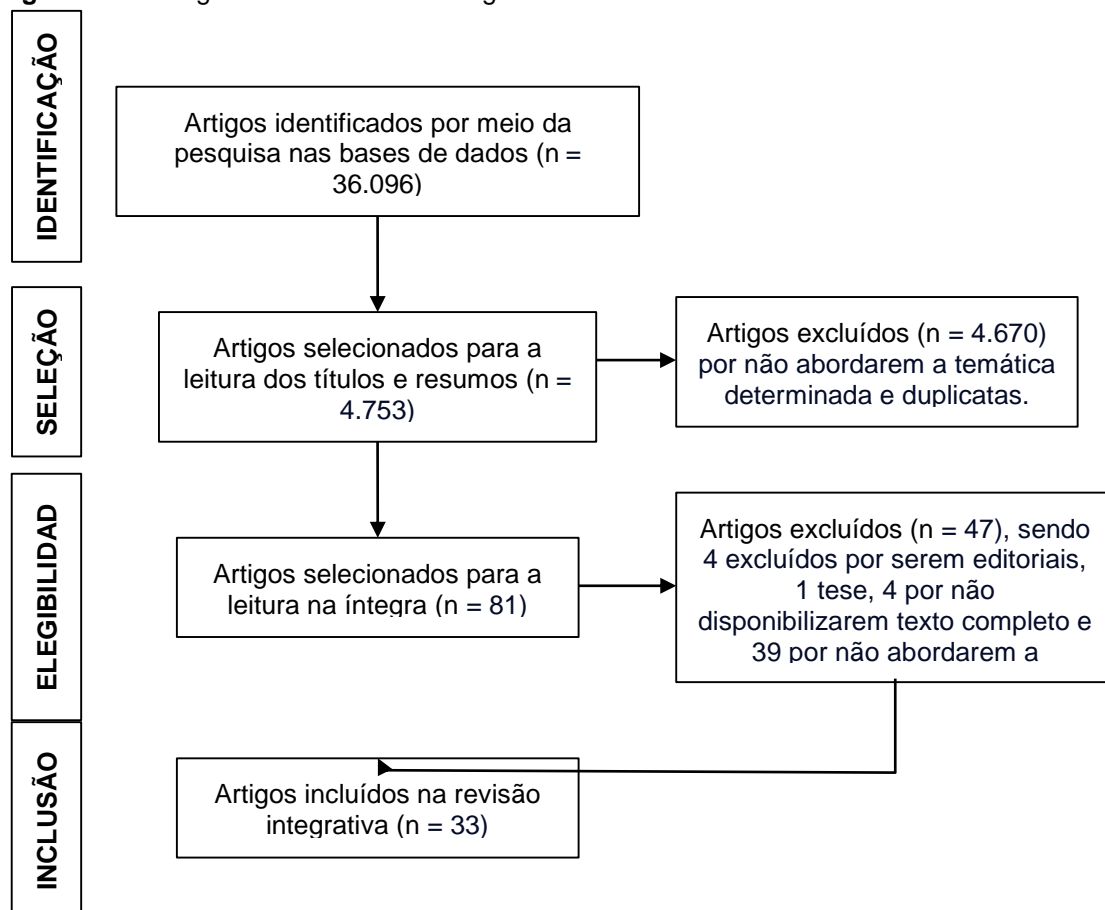 IDENTIFICAÇÃO
Artigos identificados por meio da
pesquisa nas bases de dados (n =
36.096)
SELEÇÃO
Artigos selecionados para a
leitura dos títulos e resumos (n =
4.753)
Artigos excluídos (n = 4.670)
por não abordarem a temática
determinada e duplicatas.
ELEGIBILIDAD
Artigos selecionados para a
leitura na íntegra (n = 81)
Artigos excluídos (n = 47), sendo
4 excluídos por serem editoriais,
1 tese, 4 por não
disponibilizarem texto completo e
39 por não abordarem a
INCLUSÃO
Artigos incluídos na revisão
integrativa (n = 33)